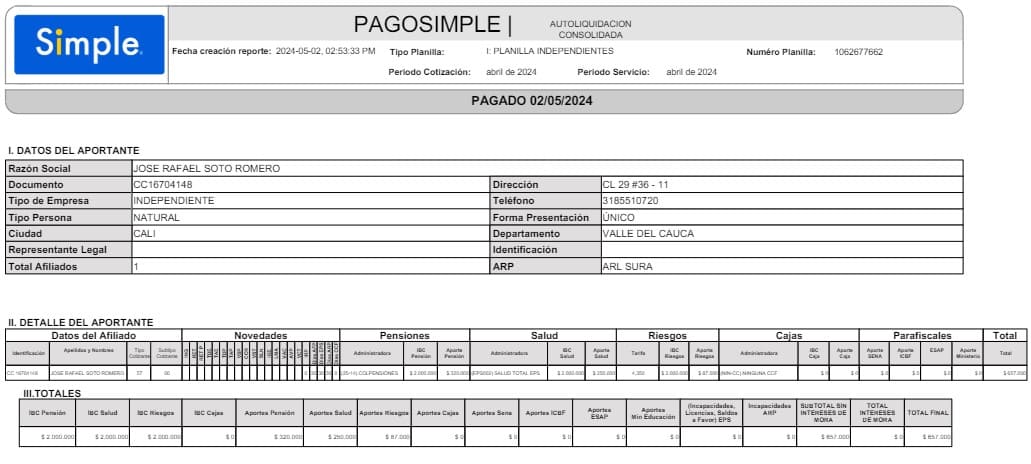 Simple.
PAGOSIMPLE | AUTOLIQUIDACION CONSOLIDADA
Fecha creación reporte: 2024-05-02, 02:53:33 PM Tipo Planilla: I: PLANILLA INDEPENDIENTES Numéro Planilla: 1062677662
Periodo Cotización: abril de 2024 Periodo Servicio: abril de 2024
PAGADO 02/05/2024
I. DATOS DEL APORTANTE
Razón Social JOSE RAFAEL SOTO ROMERO
Documento CC16704148 Dirección CL 29 #36 - 11
Tipo de Empresa INDEPENDIENTE Teléfono 3185510720
Tipo Persona NATURAL Forma Presentación ÚNICO
Ciudad CALI Departamento VALLE DEL CAUCA
Representante Legal Identificación
Total Afiliados 1 ARP ARL SURA
II. DETALLE DEL APORTANTE
Datos del Afiliado Novedades Pensiones Salud Riesgos Cajas Parafiscales Total
Identificación Apellidos y Nombres Tipo Cotizante Subtipo Cotizante Administradora IBC Pensión Aporte Pensión Administradora IBC Salud Aporte Salud Tarifa IBC Riesgos Aporte Riesgos Administradora IBC Caja Aporte Caja Aporte SENA Aporte ICBF ESAP Aporte Ministerio Total
CC 16704148 JOSE RAFAEL SOTO ROMERO 57 (25-14) COLPENSIONES $ 2.000.000 $ 320.000 SALUD TOTAL EPS $ 2.000.000 $ 250.000 4,350 $ 2.000.000 $ 87.000 NINGUNA CCF $ 0 $ 0 $ 0 $ 0 $ 0 $ 0 $ 657.000
III.TOTALES
IBC Pensión IBC Salud IBC Riesgos IBC Cajas Aportes Pensión Aportes Salud Aportes Riesgos Aportes Cajas Aportes Sena Aportes ICBF Aportes ESAP Aportes Min Educación (Incapacidades, Licencias, Saldos a Favor) EPS Incapacidades ARP SUBTOTAL SIN INTERESES DE MORA TOTAL INTERESES DE MORA TOTAL FINAL
$ 2.000.000 $ 2.000.000 $ 2.000.000 $ 0 $ 320.000 $ 250.000 $ 87.000 $ 0 $ 0 $ 0 $ 0 $ 0 $ 0 $ 0 $ 657.000 $ 0 $ 657.000